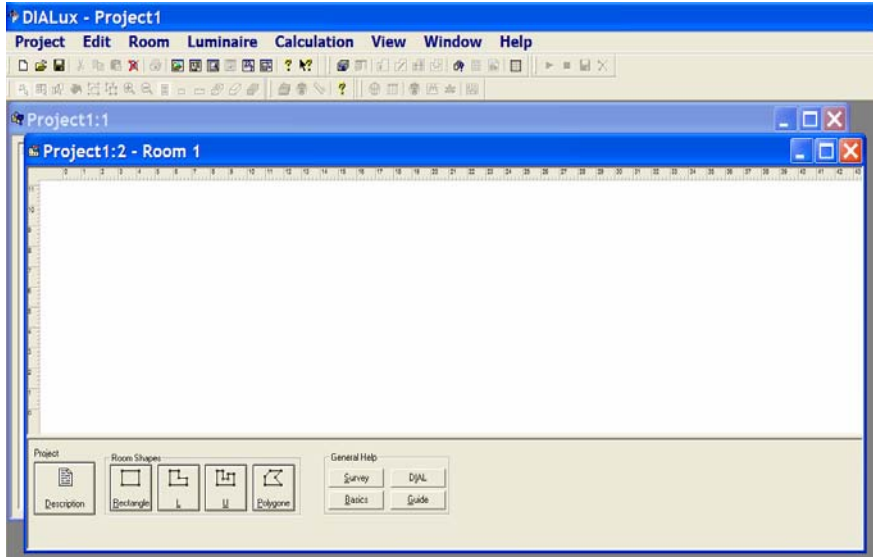 DIALux - Project1
Project Edit Room Luminaire Calculation View Window Help
Project1:1
Project1:2 - Room 1
Project
Room Shapes
General Help
Description
Rectangle
L
U
Polygone
Survey
DIAL
Basics
Guide